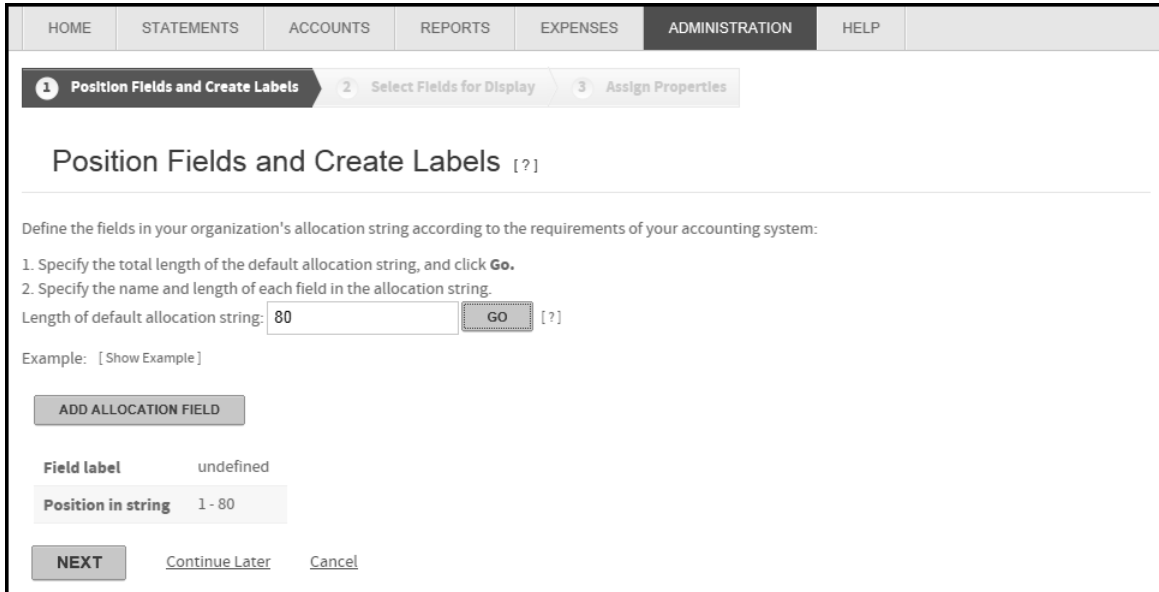 HOME STATEMENTS ACCOUNTS REPORTS EXPENSES ADMINISTRATION HELP
1 Position Fields and Create Labels 2 Select Fields for Display 3 Assign Properties
Position Fields and Create Labels [ ? ]
Define the fields in your organization's allocation string according to the requirements of your accounting system:
1. Specify the total length of the default allocation string, and click Go.
2. Specify the name and length of each field in the allocation string.
Length of default allocation string: 80 GO [ ? ]
Example: [ Show Example ]
ADD ALLOCATION FIELD
Field label undefined
Position in string 1 - 80
NEXT Continue Later Cancel